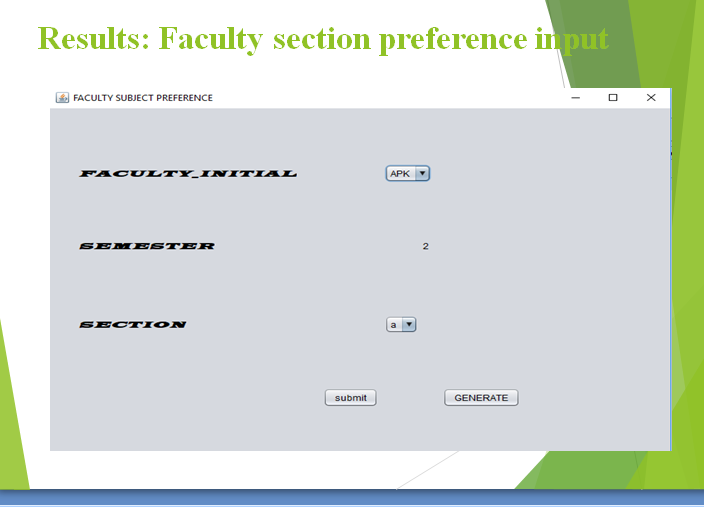 Results: Faculty section preference input
FACULTY SUBJECT PREFERENCE
FACULTY_INITIAL APK
SEMESTER 2
SECTION a
submit GENERATE